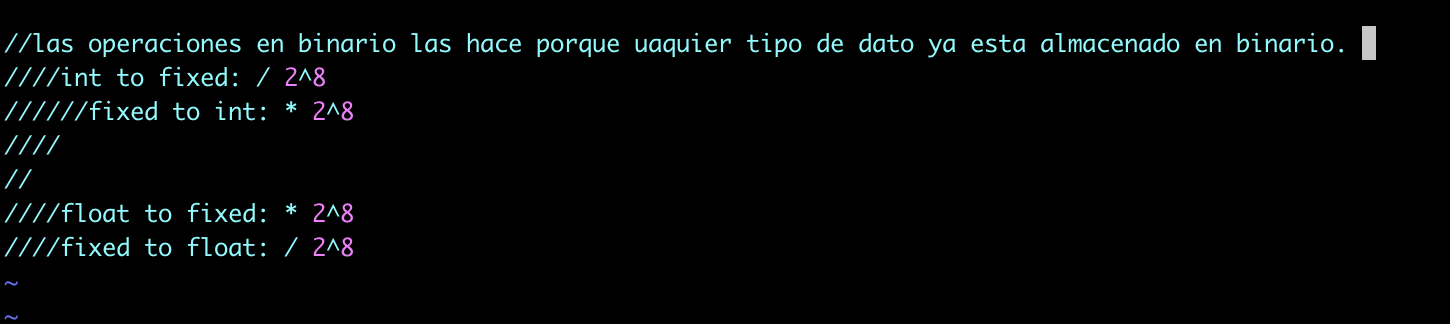 //las operaciones en binario las hace porque uaquier tipo de dato ya esta almacenado en binario.
////int to fixed: / 2^8
//////fixed to int: * 2^8
////
//
////float to fixed: * 2^8
////fixed to float: / 2^8
~
~